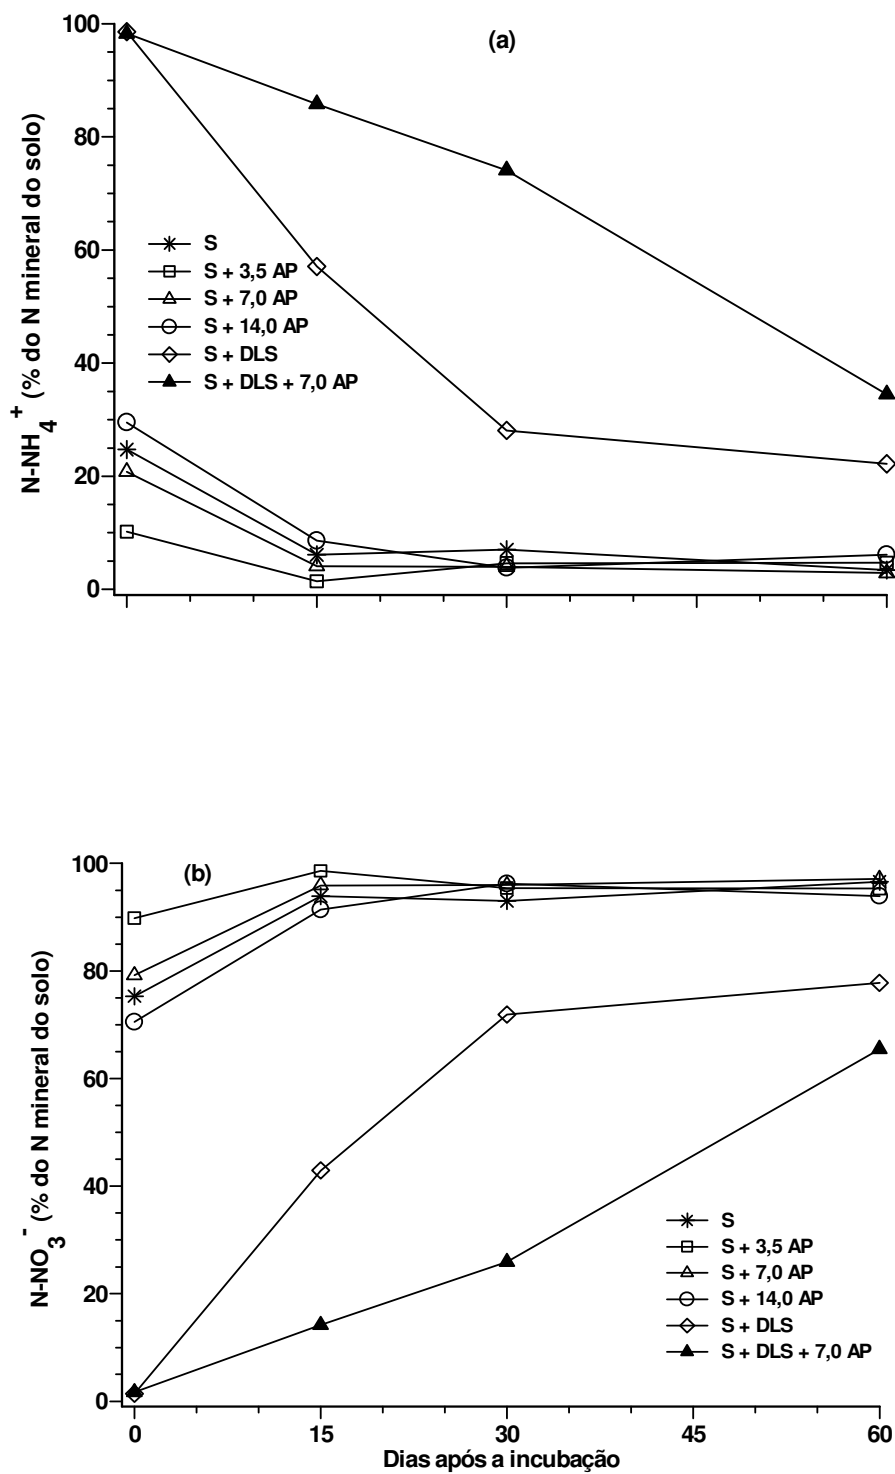 100
(a)
80
60
40
20
0
N-NH4+ (% do N mineral do solo)
S
S + 3,5 AP
S + 7,0 AP
S + 14,0 AP
S + DLS
S + DLS + 7,0 AP
100
(b)
80
60
40
20
0
N-NO3- (% do N mineral do solo)
S
S + 3,5 AP
S + 7,0 AP
S + 14,0 AP
S + DLS
S + DLS + 7,0 AP
0 15 30 45 60
Dias após a incubação